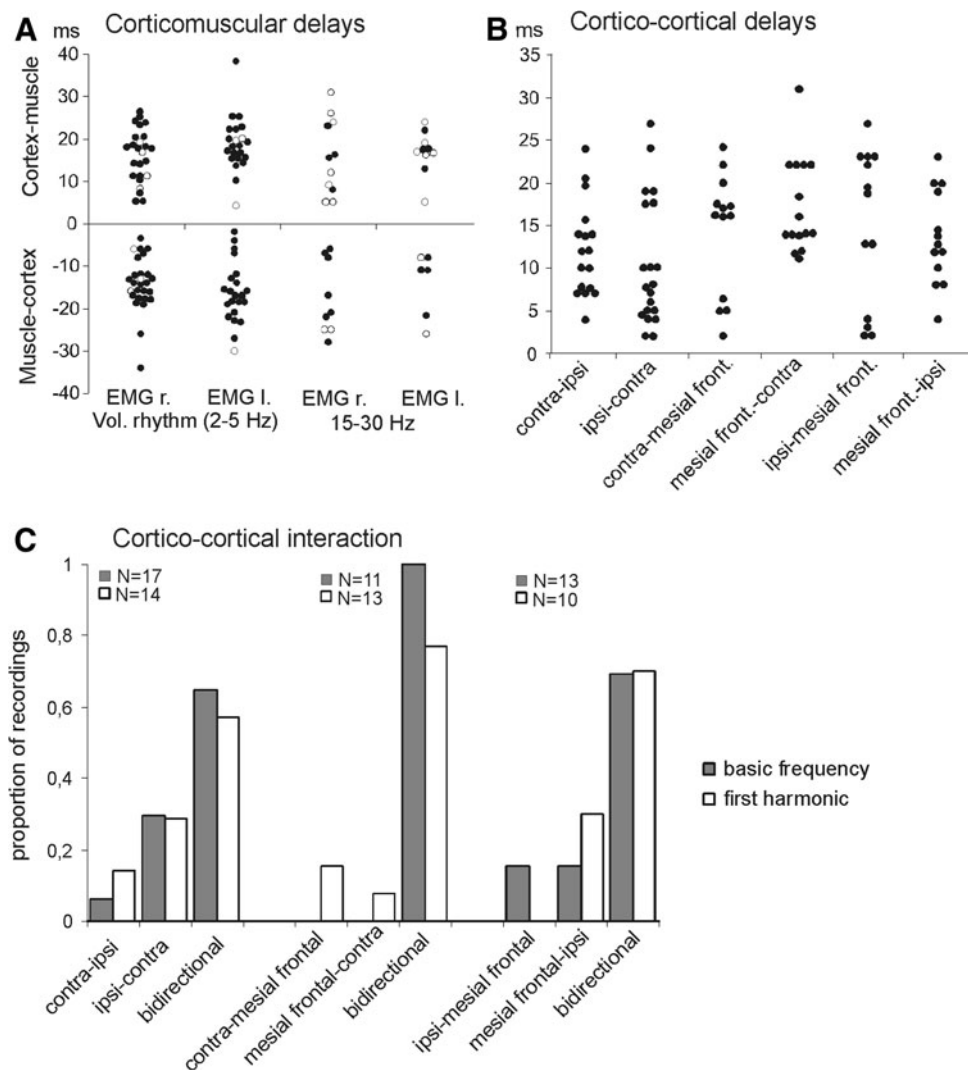 A ms Corticomuscular delays
40
30
20
10
0
-10
-20
-30
-40
Cortex-muscle
Muscle-cortex
EMG r. EMG l. EMG r. EMG l.
Vol. rhythm (2-5 Hz) 15-30 Hz
B ms Cortico-cortical delays
35
30
25
20
15
10
5
0
contra-ipsi
ipsi-contra
contra-mesial front.
mesial front.-contra
ipsi-mesial front.
mesial front.-ipsi
C Cortico-cortical interaction
1
0,8
0,6
0,4
0,2
0
proportion of recordings
N=17
N=14
N=11
N=13
N=13
N=10
contra-ipsi
ipsi-contra
bidirectional
contra-mesial frontal
mesial frontal-contra
bidirectional
ipsi-mesial frontal
mesial frontal-ipsi
bidirectional
basic frequency
first harmonic